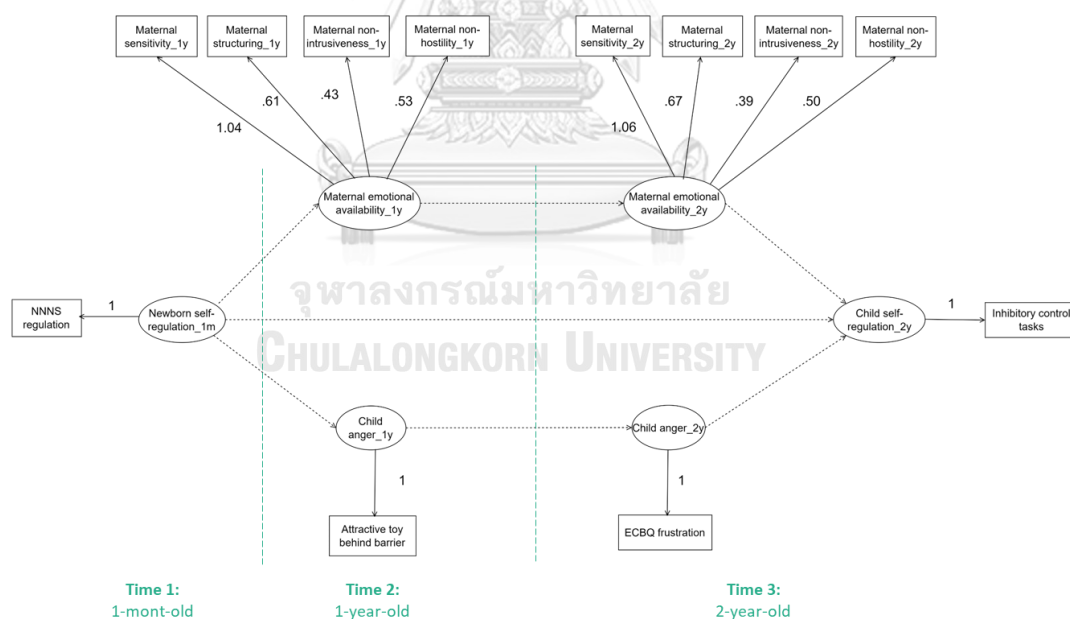 Maternal
sensitivity_1y
Maternal
structuring_1y
Maternal non-
intrusiveness_1y
Maternal non-
hostility_1y
Maternal
sensitivity_2y
Maternal
structuring_2y
Maternal non-
intrusiveness_2y
Maternal non-
hostility_2y
1.04
.61
.43
.53
1.06
.67
.39
.50
Maternal emotional
availability_1y
Maternal emotional
availability_2y
NNNS
regulation
1
Newborn self-
regulation_1m
จุฬาลงกรณ์มหาวิทยาลัย
CHULALONGKORN UNIVERSITY
Child self-
regulation_2y
1
Inhibitory control
tasks
Child
anger_1y
Child anger_2y
1
1
Attractive toy
behind barrier
ECBQ frustration
Time 1:
1-mont-old
Time 2:
1-year-old
Time 3:
2-year-old